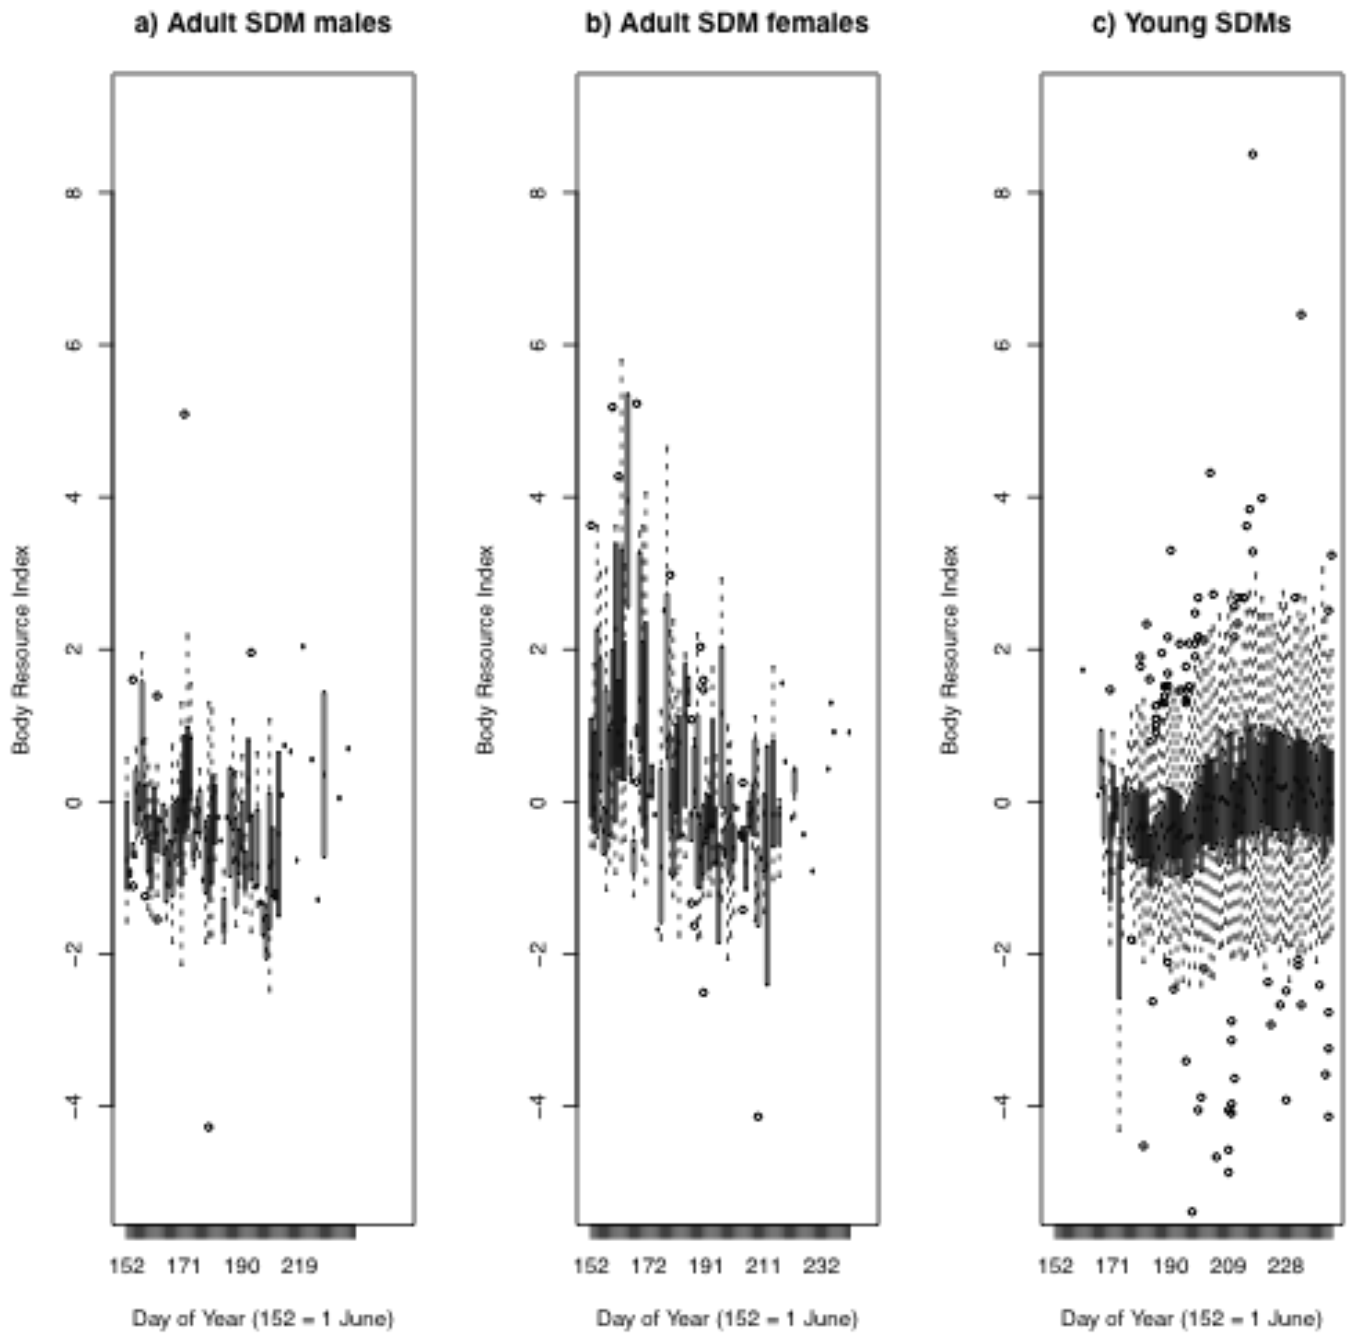 a) Adult SDM males
b) Adult SDM females
c) Young SDMs
Body Resource Index
8
6
4
2
0
−2
−4
152 171 190 219
Day of Year (152 = 1 June)
Body Resource Index
8
6
4
2
0
−2
−4
152 172 191 211 232
Day of Year (152 = 1 June)
Body Resource Index
8
6
4
2
0
−2
−4
152 171 190 209 228
Day of Year (152 = 1 June)